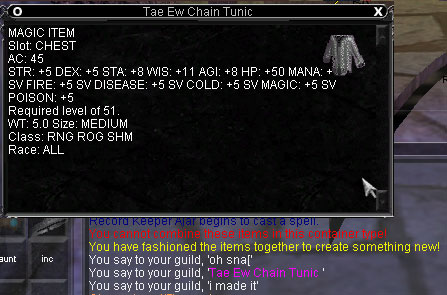 O Tae Ew Chain Tunic X
MAGIC ITEM
Slot: CHEST
AC: 45
STR: +5 DEX: +5 STA: +8 WIS: +11 AGI: +8 HP: +50 MANA: +
SV FIRE: +5 SV DISEASE: +5 SV COLD: +5 SV MAGIC: +5 SV
POISON: +5
Required level of 51.
WT: 5.0 Size: MEDIUM
Class: RNG ROG SHM
Race: ALL
Record Keeper Ajar begins to cast a spell.
You have fashioned the items together to create something new!
aunt inc
You say to your guild, 'oh sna['
You say to your guild, 'Tae Ew Chain Tunic '
You say to your guild, 'i made it'